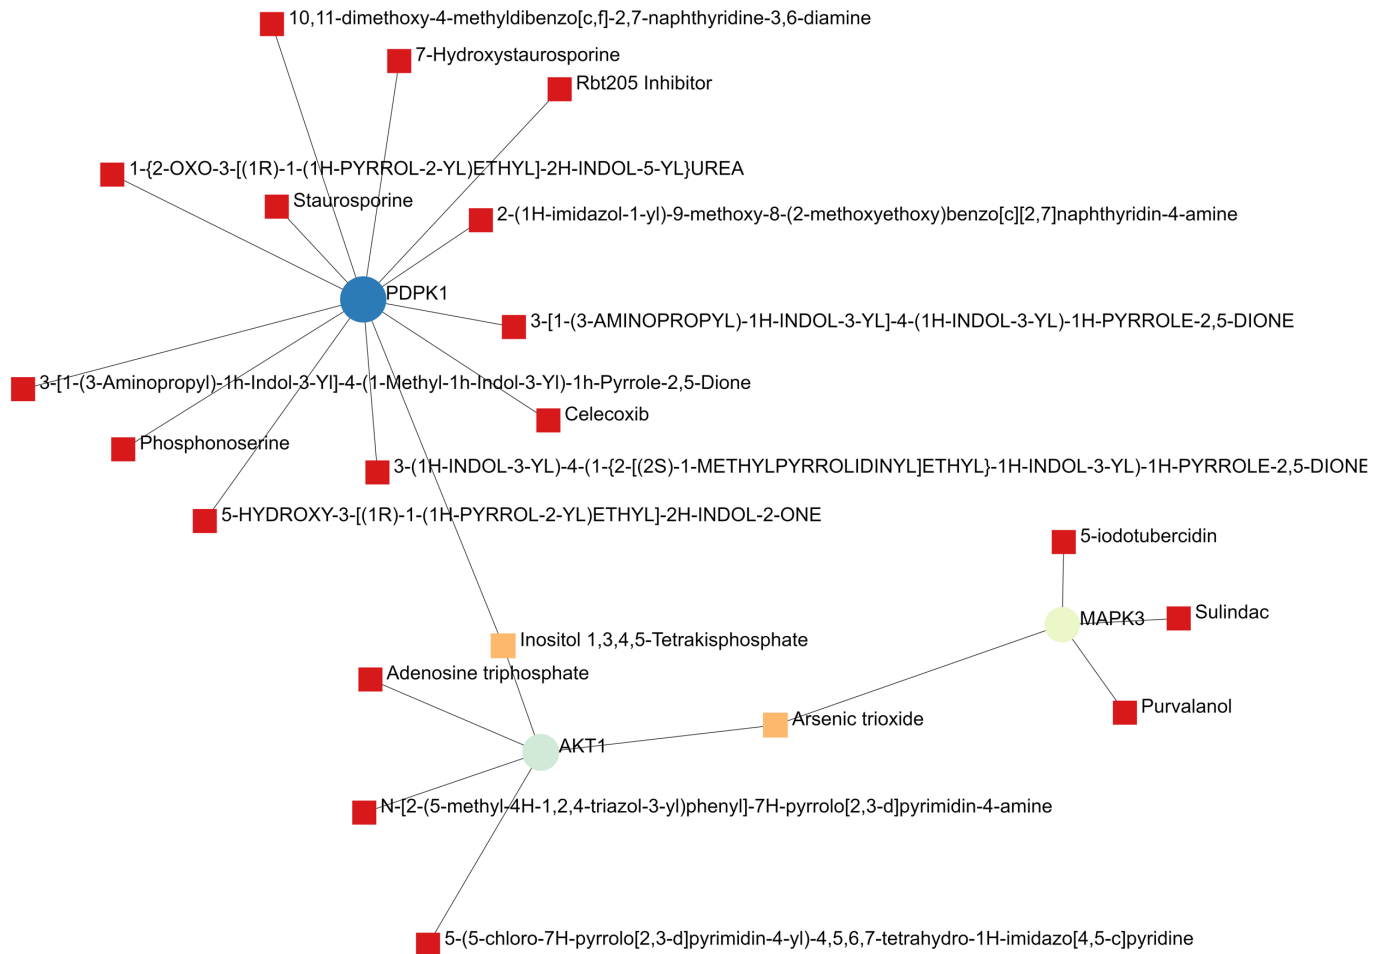 10,11-dimethoxy-4-methyldibenzo[c,f]-2,7-naphthyridine-3,6-diamine
7-Hydroxystaurosporine
Rbt205 Inhibitor
1-{2-OXO-3-[(1R)-1-(1H-PYRROL-2-YL)ETHYL]-2H-INDOL-5-YL}UREA
Staurosporine
2-(1H-imidazol-1-yl)-9-methoxy-8-(2-methoxyethoxy)benzo[c][2,7]naphthyridin-4-amine
PDPK1
3-[1-(3-AMINOPROPYL)-1H-INDOL-3-YL]-4-(1H-INDOL-3-YL)-1H-PYRROLE-2,5-DIONE
3-[1-(3-Aminopropyl)-1h-Indol-3-Yl]-4-(1-Methyl-1h-Indol-3-Yl)-1h-Pyrrole-2,5-Dione
Celecoxib
Phosphonoserine
3-(1H-INDOL-3-YL)-4-(1-{2-[(2S)-1-METHYLPYRROLIDINYL]ETHYL}-1H-INDOL-3-YL)-1H-PYRROLE-2,5-DIONE
5-HYDROXY-3-[(1R)-1-(1H-PYRROL-2-YL)ETHYL]-2H-INDOL-2-ONE
5-iodotubercidin
MAPK3
Sulindac
Inositol 1,3,4,5-Tetrakisphosphate
Adenosine triphosphate
Purvalanol
Arsenic trioxide
AKT1
N-[2-(5-methyl-4H-1,2,4-triazol-3-yl)phenyl]-7H-pyrrolo[2,3-d]pyrimidin-4-amine
5-(5-chloro-7H-pyrrolo[2,3-d]pyrimidin-4-yl)-4,5,6,7-tetrahydro-1H-imidazo[4,5-c]pyridine